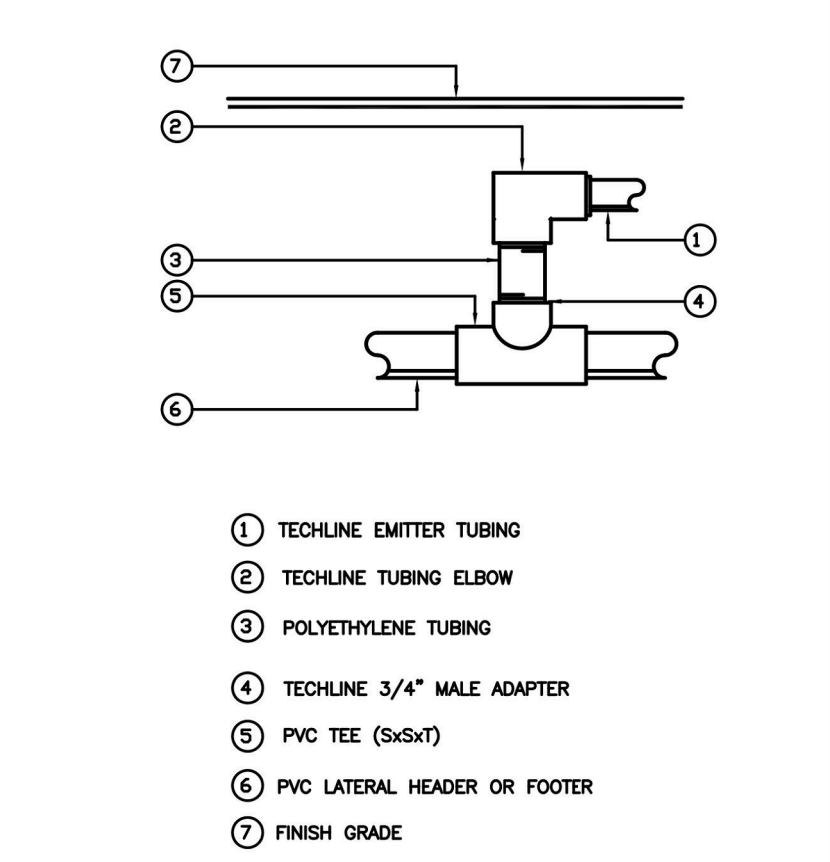 7
2
1
3
5
4
6
1 TECHLINE EMITTER TUBING
2 TECHLINE TUBING ELBOW
3 POLYETHYLENE TUBING
4 TECHLINE 3/4" MALE ADAPTER
5 PVC TEE (SxSxT)
6 PVC LATERAL HEADER OR FOOTER
7 FINISH GRADE